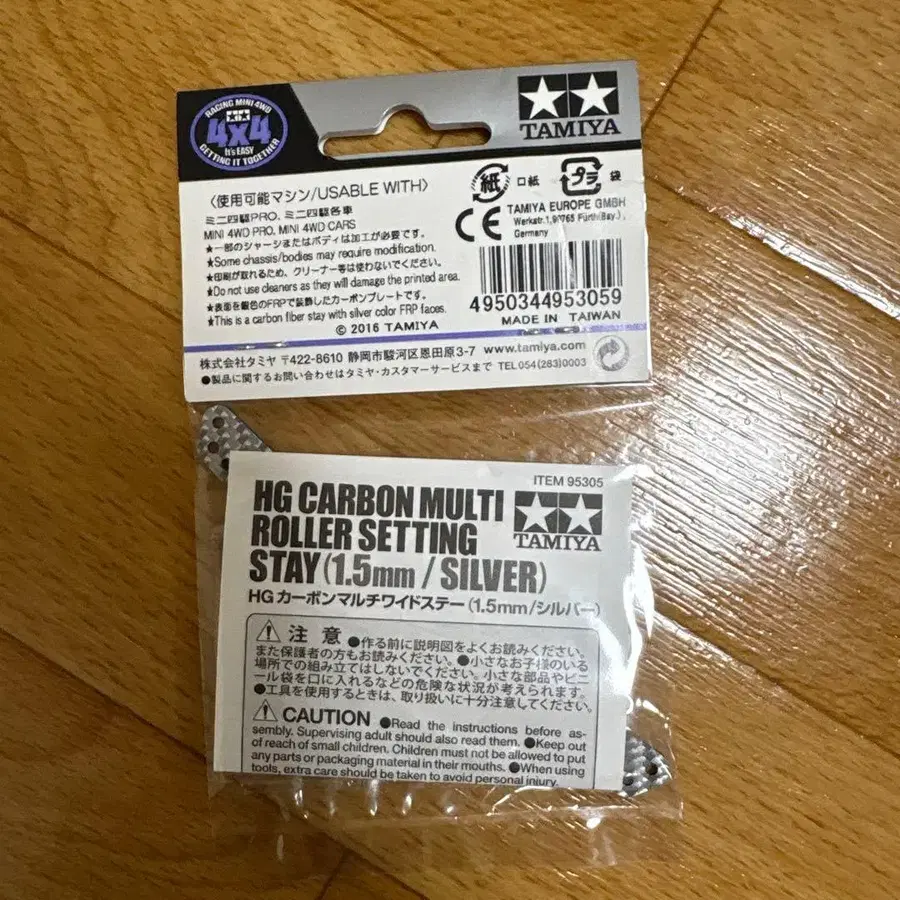 RACING MINI 4WD
4x4
It's EASY
GETTING IT TOGETHER
TAMIYA
〈使用可能マシン/USABLE WITH〉
ミニ四駆PRO、ミニ四駆各車
MINI 4WD PRO, MINI 4WD CARS
★一部のシャーシまたはボディは加工が必要です。
★Some chassis/bodies may require modification.
★印刷が取れるため、クリーナー等は使わないでください。
★Do not use cleaners as they will damage the printed area.
★表面を銀色のFRPで装飾したカーボンプレートです。
★This is a carbon fiber stay with silver color FRP faces.
© 2016 TAMIYA
紙 口紙 プラ 袋
CE
TAMIYA EUROPE GMBH
Werkstr.1, 90765 Fürth(Bay.),
Germany
4950344953059
MADE IN TAIWAN
株式会社タミヤ 〒422-8610 静岡市駿河区恩田原3-7 www.tamiya.com
●製品に関するお問い合わせはタミヤ・カスタマーサービスまで TEL054(283)0003
ITEM 95305
HG CARBON MULTI
ROLLER SETTING
STAY(1.5mm / SILVER)
TAMIYA
HG カーボンマルチワイドステー(1.5mm/シルバー)
注 意 ●作る前に説明図をよくお読みください。
また保護者の方もお読みください。●小さなお子様のいる
場所での組み立てはしないでください。小さな部品やビニ
ール袋を口に入れるなどの危険な状況が考えられます。
●工具を使用するときは、取り扱いに十分注意してください。
CAUTION ●Read the instructions before as-
sembly. Supervising adult should also read them. ●Keep out
of reach of small children. Children must not be allowed to put
any parts or packaging material in their mouths. ●When using
tools, extra care should be taken to avoid personal injury.